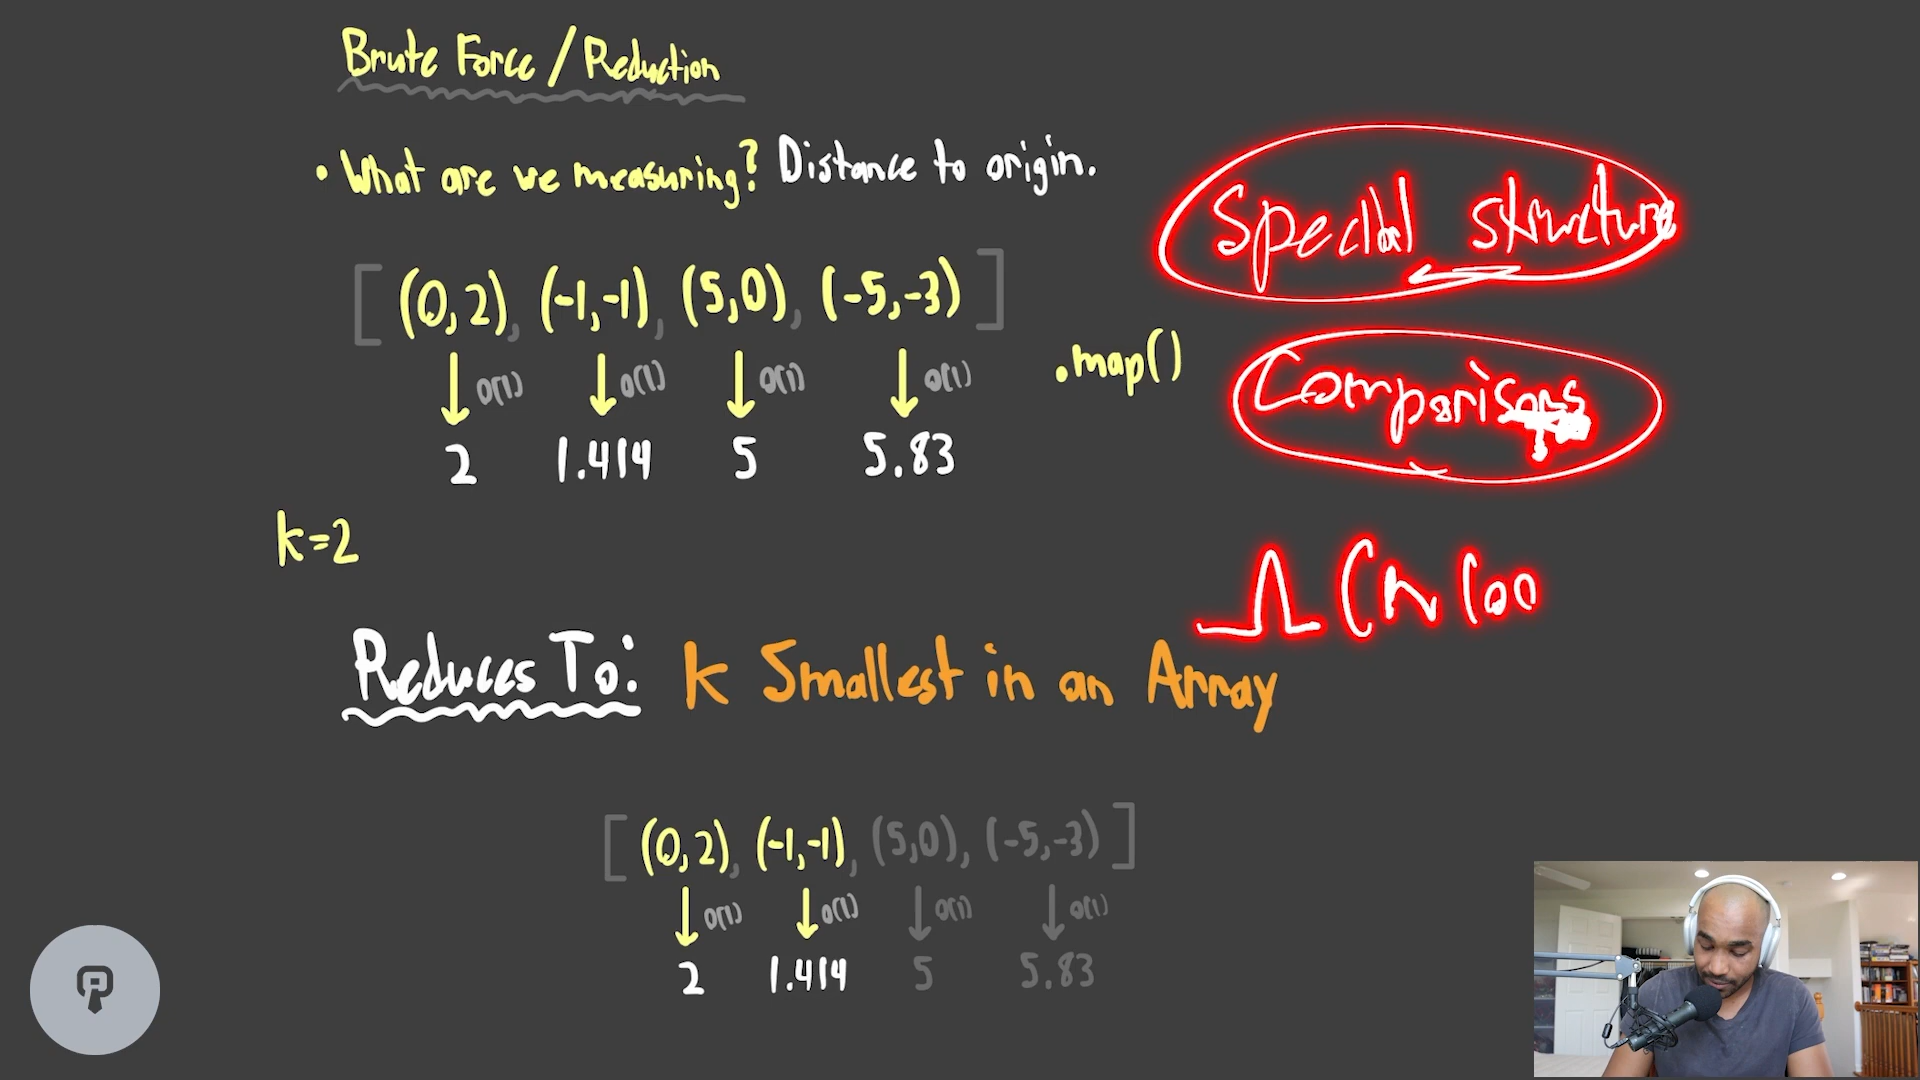 Brute Force / Reduction
• What are we measuring? Distance to origin.
Special structure
[ (0,2), (-1,-1), (5,0), (-5,-3) ]
O(1) O(1) O(1) O(1)
.map()
Comparisons
2 1.414 5 5.83
k=2
Ω(n log
Reduces To: k Smallest in an Array
[ (0,2), (-1,-1), (5,0), (-5,-3) ]
O(1) O(1) O(1) O(1)
2 1.414 5 5.83